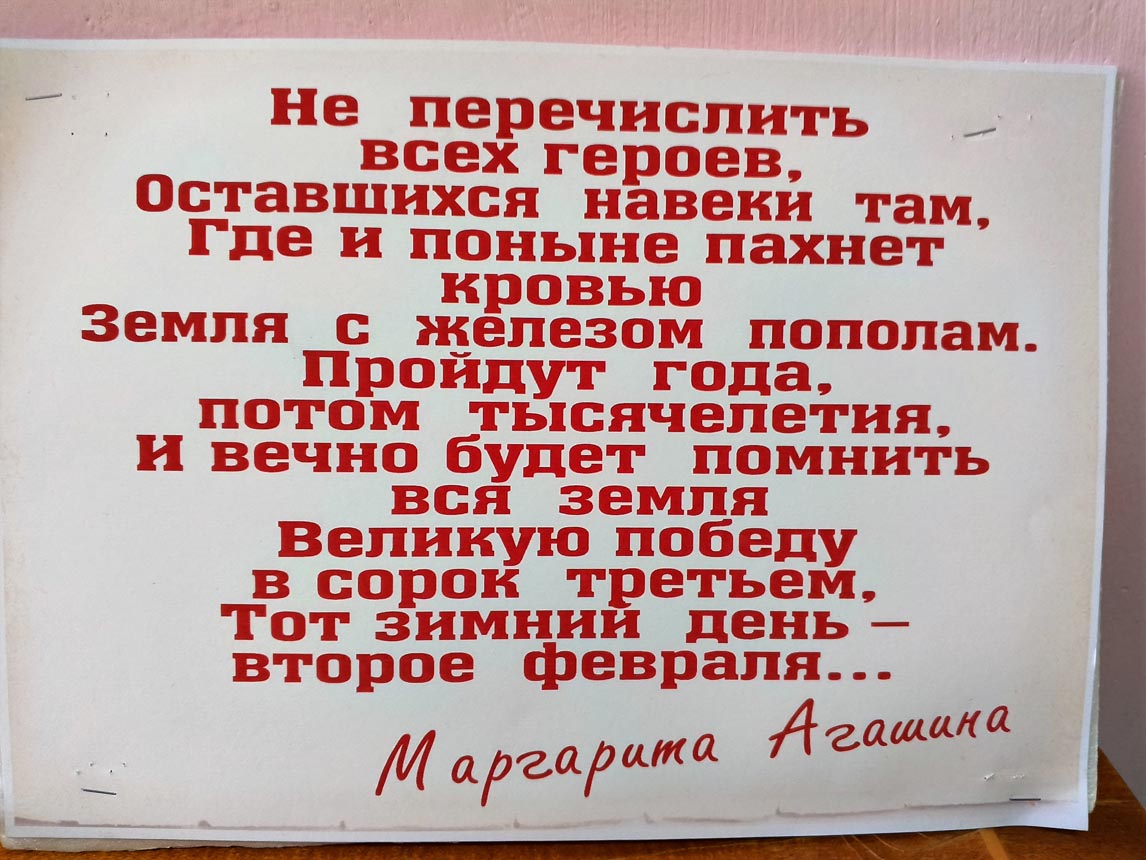 Не перечислить
всех героев,
Оставшихся навеки там,
Где и поныне пахнет
кровью
Земля с железом пополам.
Пройдут года,
потом тысячелетия,
И вечно будет помнить
вся земля
Великую победу
в сорок третьем,
Тот зимний день –
второе февраля...
Маргарита Агашина